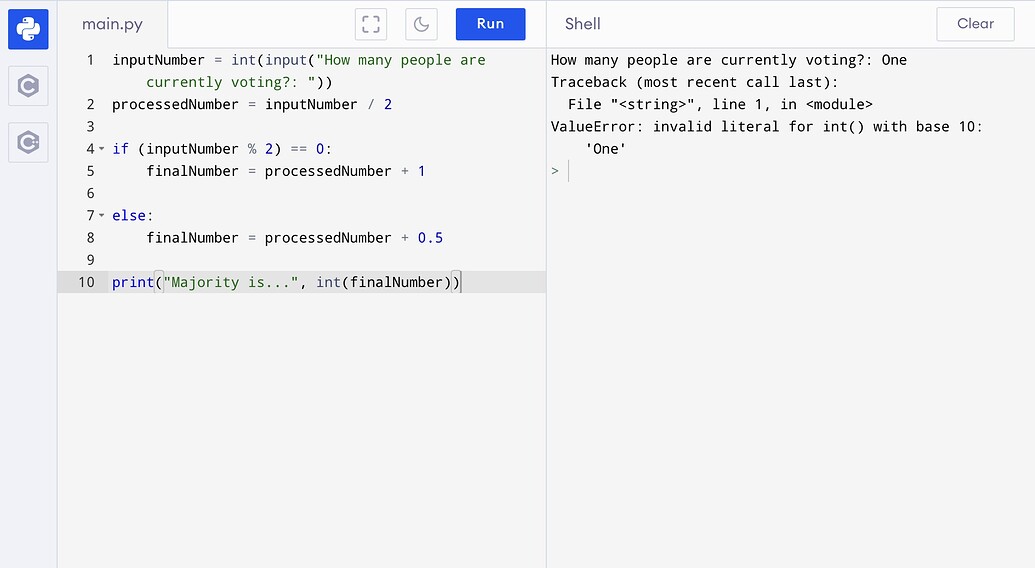 main.py
Run
Shell
Clear
1 inputNumber = int(input("How many people are
currently voting?: "))
2 processedNumber = inputNumber / 2
3
4 if (inputNumber % 2) == 0:
5     finalNumber = processedNumber + 1
6
7 else:
8     finalNumber = processedNumber + 0.5
9
10 print("Majority is...", int(finalNumber))
How many people are currently voting?: One
Traceback (most recent call last):
  File "<string>", line 1, in <module>
ValueError: invalid literal for int() with base 10:
    'One'
>